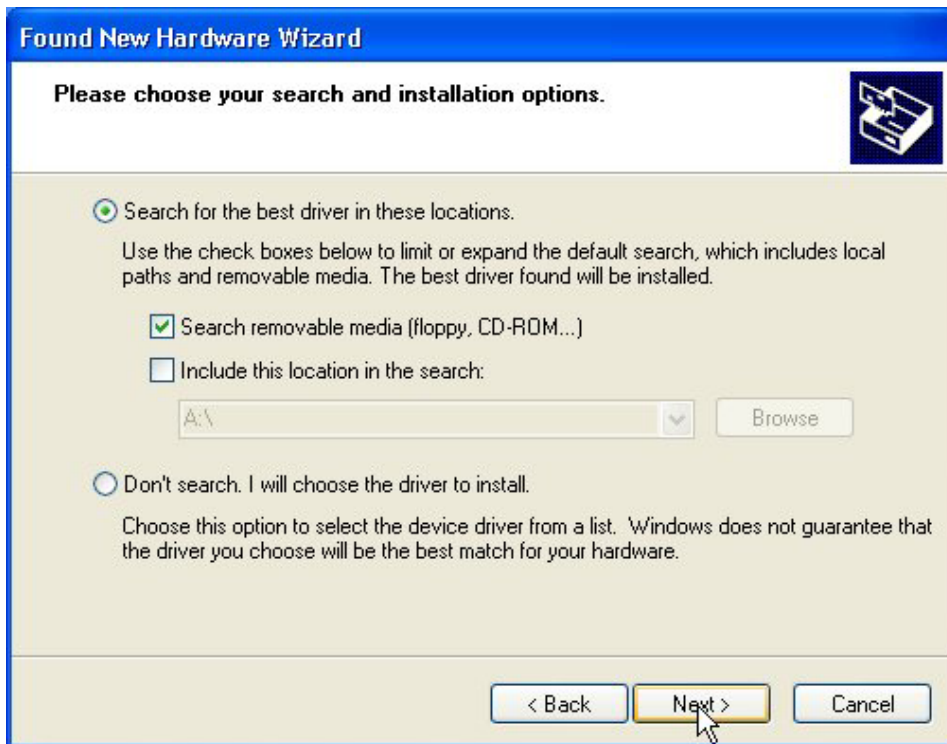 Found New Hardware Wizard
Please choose your search and installation options.
Search for the best driver in these locations.
Use the check boxes below to limit or expand the default search, which includes local
paths and removable media. The best driver found will be installed.
Search removable media (floppy, CD-ROM...)
Include this location in the search:
A:\
Browse
Don't search. I will choose the driver to install.
Choose this option to select the device driver from a list.  Windows does not guarantee that
the driver you choose will be the best match for your hardware.
< Back
Next >
Cancel